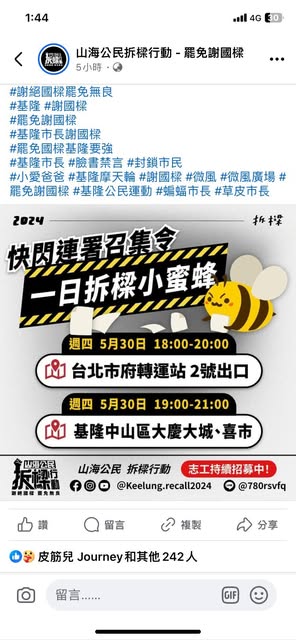 1:44
4G 30
山海公民拆樑行動 - 罷免謝國樑
5 小時
#謝絕國樑罷免無良
#基隆 #謝國樑
#罷免謝國樑
#基隆市長謝國樑
#罷免國樑基隆要強
#基隆市長 #臉書禁言 #封鎖市民
#小爸爸 #基隆摩天輪 #謝國樑 #微風 #微風廣場 #
罷免謝國樑 #基隆公民運動 #蝙蝠市長 #草皮市長
2024 拆樑
快閃連署召集令
一日拆樑小蜜蜂
週四 5月30日 18:00-20:00
台北市府轉運站 2號出口
週四 5月30日 19:00-21:00
基隆中山區大慶大城、喜市
山海公民 拆樑行動 志工持續招募中!
@Keelung.recall2024 @780rsvfq
讚 留言 複製 分享
皮筋兒 Journey和其他 242 人
留言…… GIF